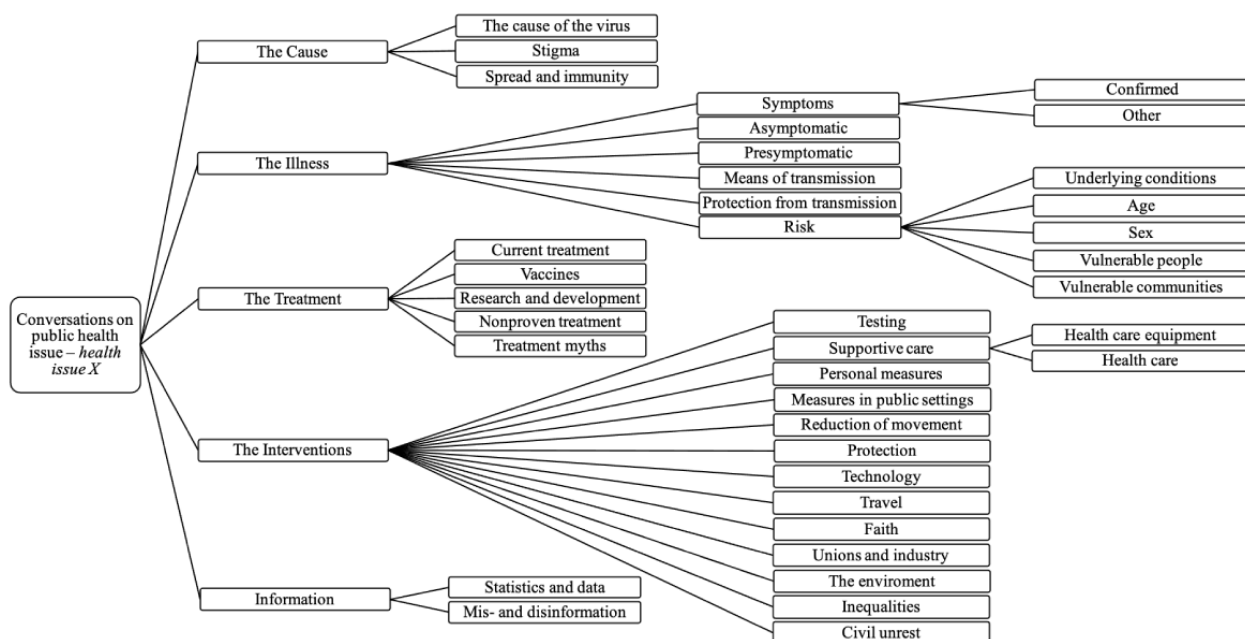 Conversations on
public health
issue – health
issue X
The Cause
The cause of the virus
Stigma
Spread and immunity
The Illness
Symptoms
Confirmed
Other
Asymptomatic
Presymptomatic
Means of transmission
Protection from transmission
Risk
Underlying conditions
Age
Sex
Vulnerable people
Vulnerable communities
The Treatment
Current treatment
Vaccines
Research and development
Nonproven treatment
Treatment myths
The Interventions
Testing
Supportive care
Health care equipment
Health care
Personal measures
Measures in public settings
Reduction of movement
Protection
Technology
Travel
Faith
Unions and industry
The enviroment
Inequalities
Civil unrest
Information
Statistics and data
Mis- and disinformation